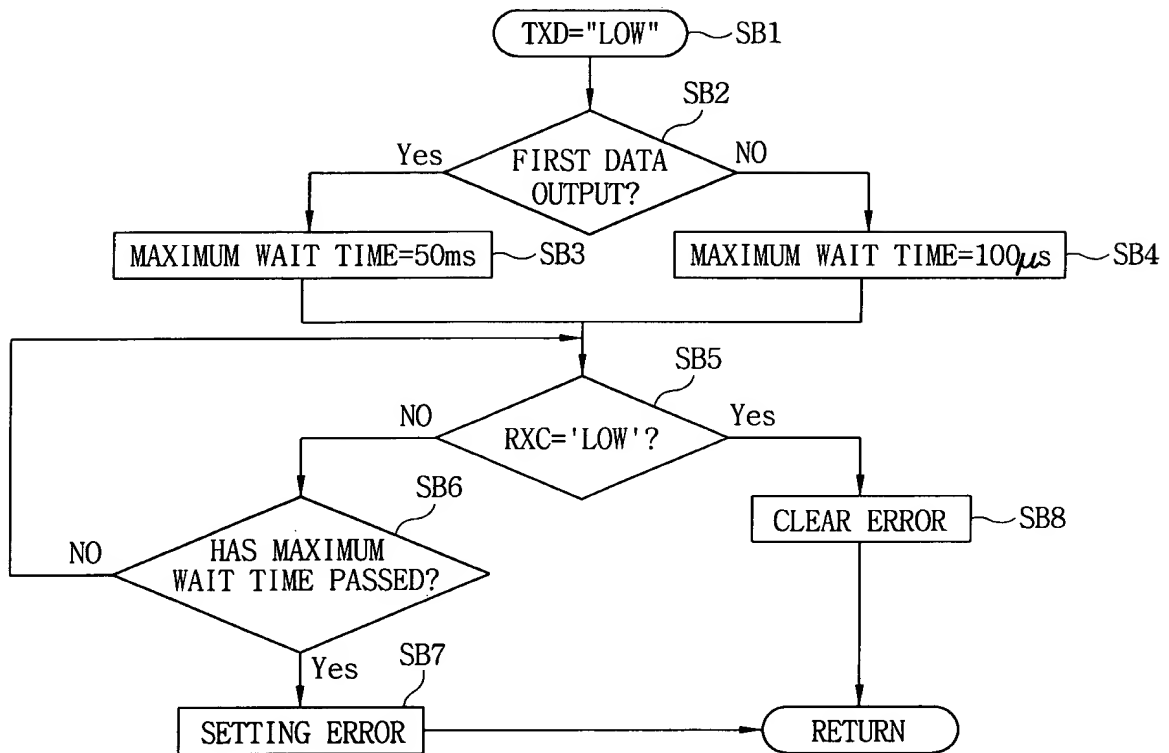 TXD="LOW"
SB1
SB2
Yes
FIRST DATA
OUTPUT?
NO
MAXIMUM WAIT TIME=50ms
SB3
MAXIMUM WAIT TIME=100μs
SB4
SB5
NO
RXC='LOW'?
Yes
SB6
NO
HAS MAXIMUM
WAIT TIME PASSED?
CLEAR ERROR
SB8
Yes
SB7
SETTING ERROR
RETURN